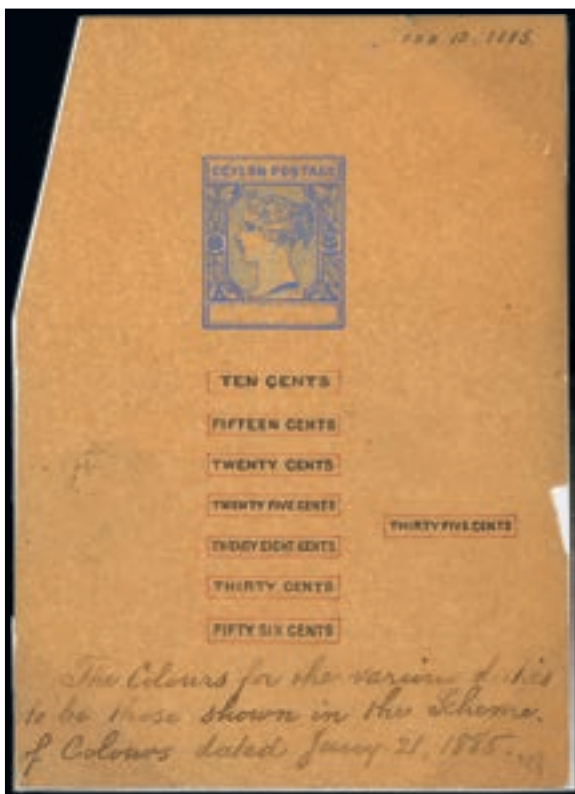 12. 1885.
CEYLON POSTAGE
TEN CENTS
FIFTEEN CENTS
TWENTY CENTS
TWENTY FIVE CENTS
THIRTY FIVE CENTS
TWENTY EIGHT CENTS
THIRTY CENTS
FIFTY SIX CENTS
The Colours for the various duties
to be those shown in the Scheme
of Colours dated Jany 21, 1885.